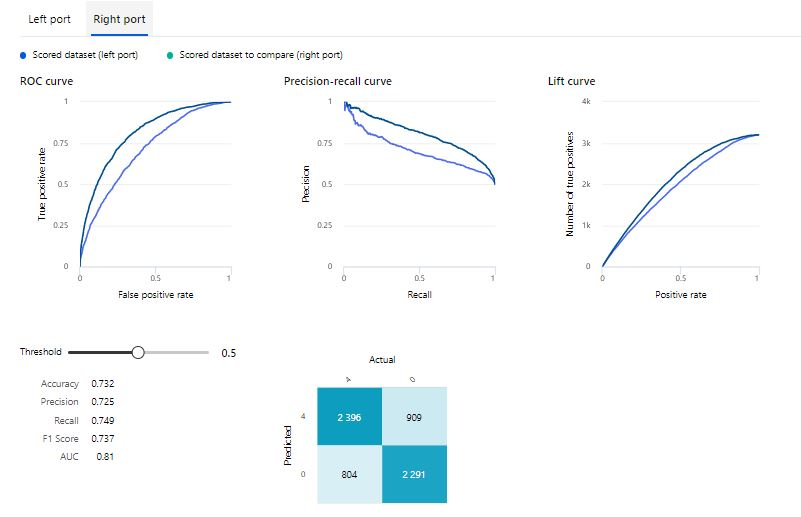 Left port Right port
Scored dataset (left port) Scored dataset to compare (right port)
ROC curve Precision-recall curve Lift curve
1 1 4k
0.75 0.75 3k
0.5 0.5 2k
0.25 0.25 1k
0 0 0
True positive rate Precision Number of true positives
0 0.5 1 0 0.5 1 0 0.5 1
False positive rate Recall Positive rate
Threshold 0.5
Accuracy 0.732
Precision 0.725
Recall 0.749
F1 Score 0.737
AUC 0.81
Actual
4 0
Predicted
4 2 396 909
0 804 2 291